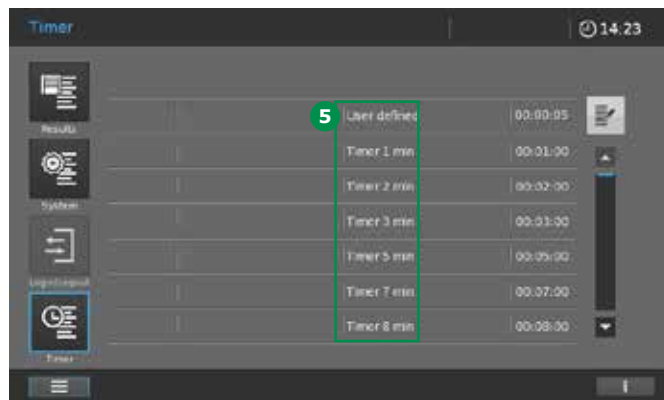 Timer
14:23
Results
5 User defined 00:00:05
Timer 1 min 00:01:00
System
Timer 2 min 00:02:00
Timer 3 min 00:03:00
Timer 5 min 00:05:00
Login/Logout
Timer 7 min 00:07:00
Timer 8 min 00:08:00
Timer
i